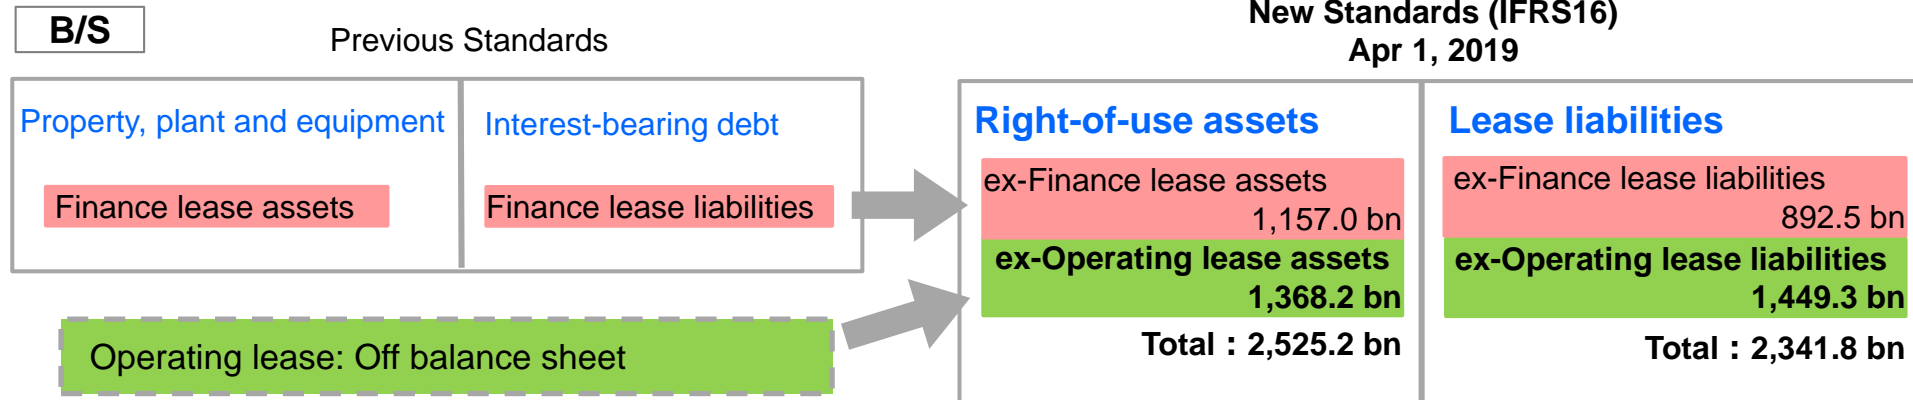 B/S
Previous Standards
New Standards (IFRS16)
Apr 1, 2019
Property, plant and equipment
Interest-bearing debt
Finance lease assets
Finance lease liabilities
Operating lease: Off balance sheet
Right-of-use assets
ex-Finance lease assets
1,157.0 bn
ex-Operating lease assets
1,368.2 bn
Total：2,525.2 bn
Lease liabilities
ex-Finance lease liabilities
892.5 bn
ex-Operating lease liabilities
1,449.3 bn
Total：2,341.8 bn